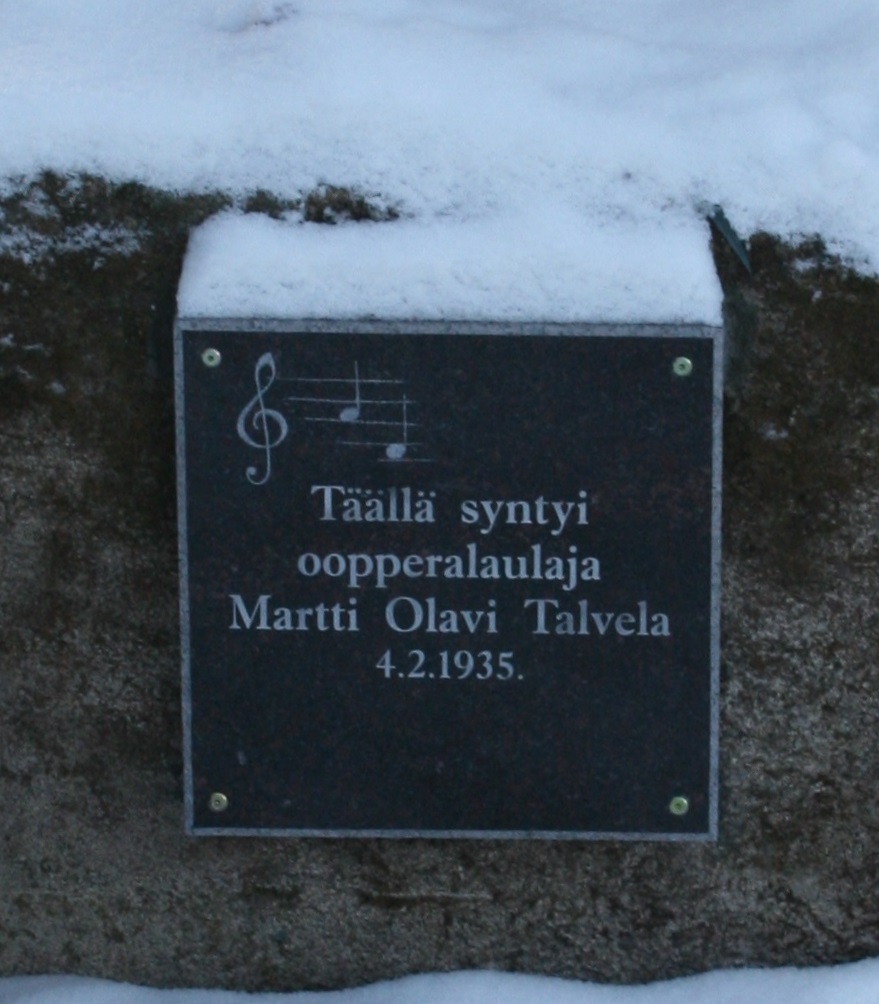 Täällä syntyi
oopperalaulaja
Martti Olavi Talvela
4.2.1935.